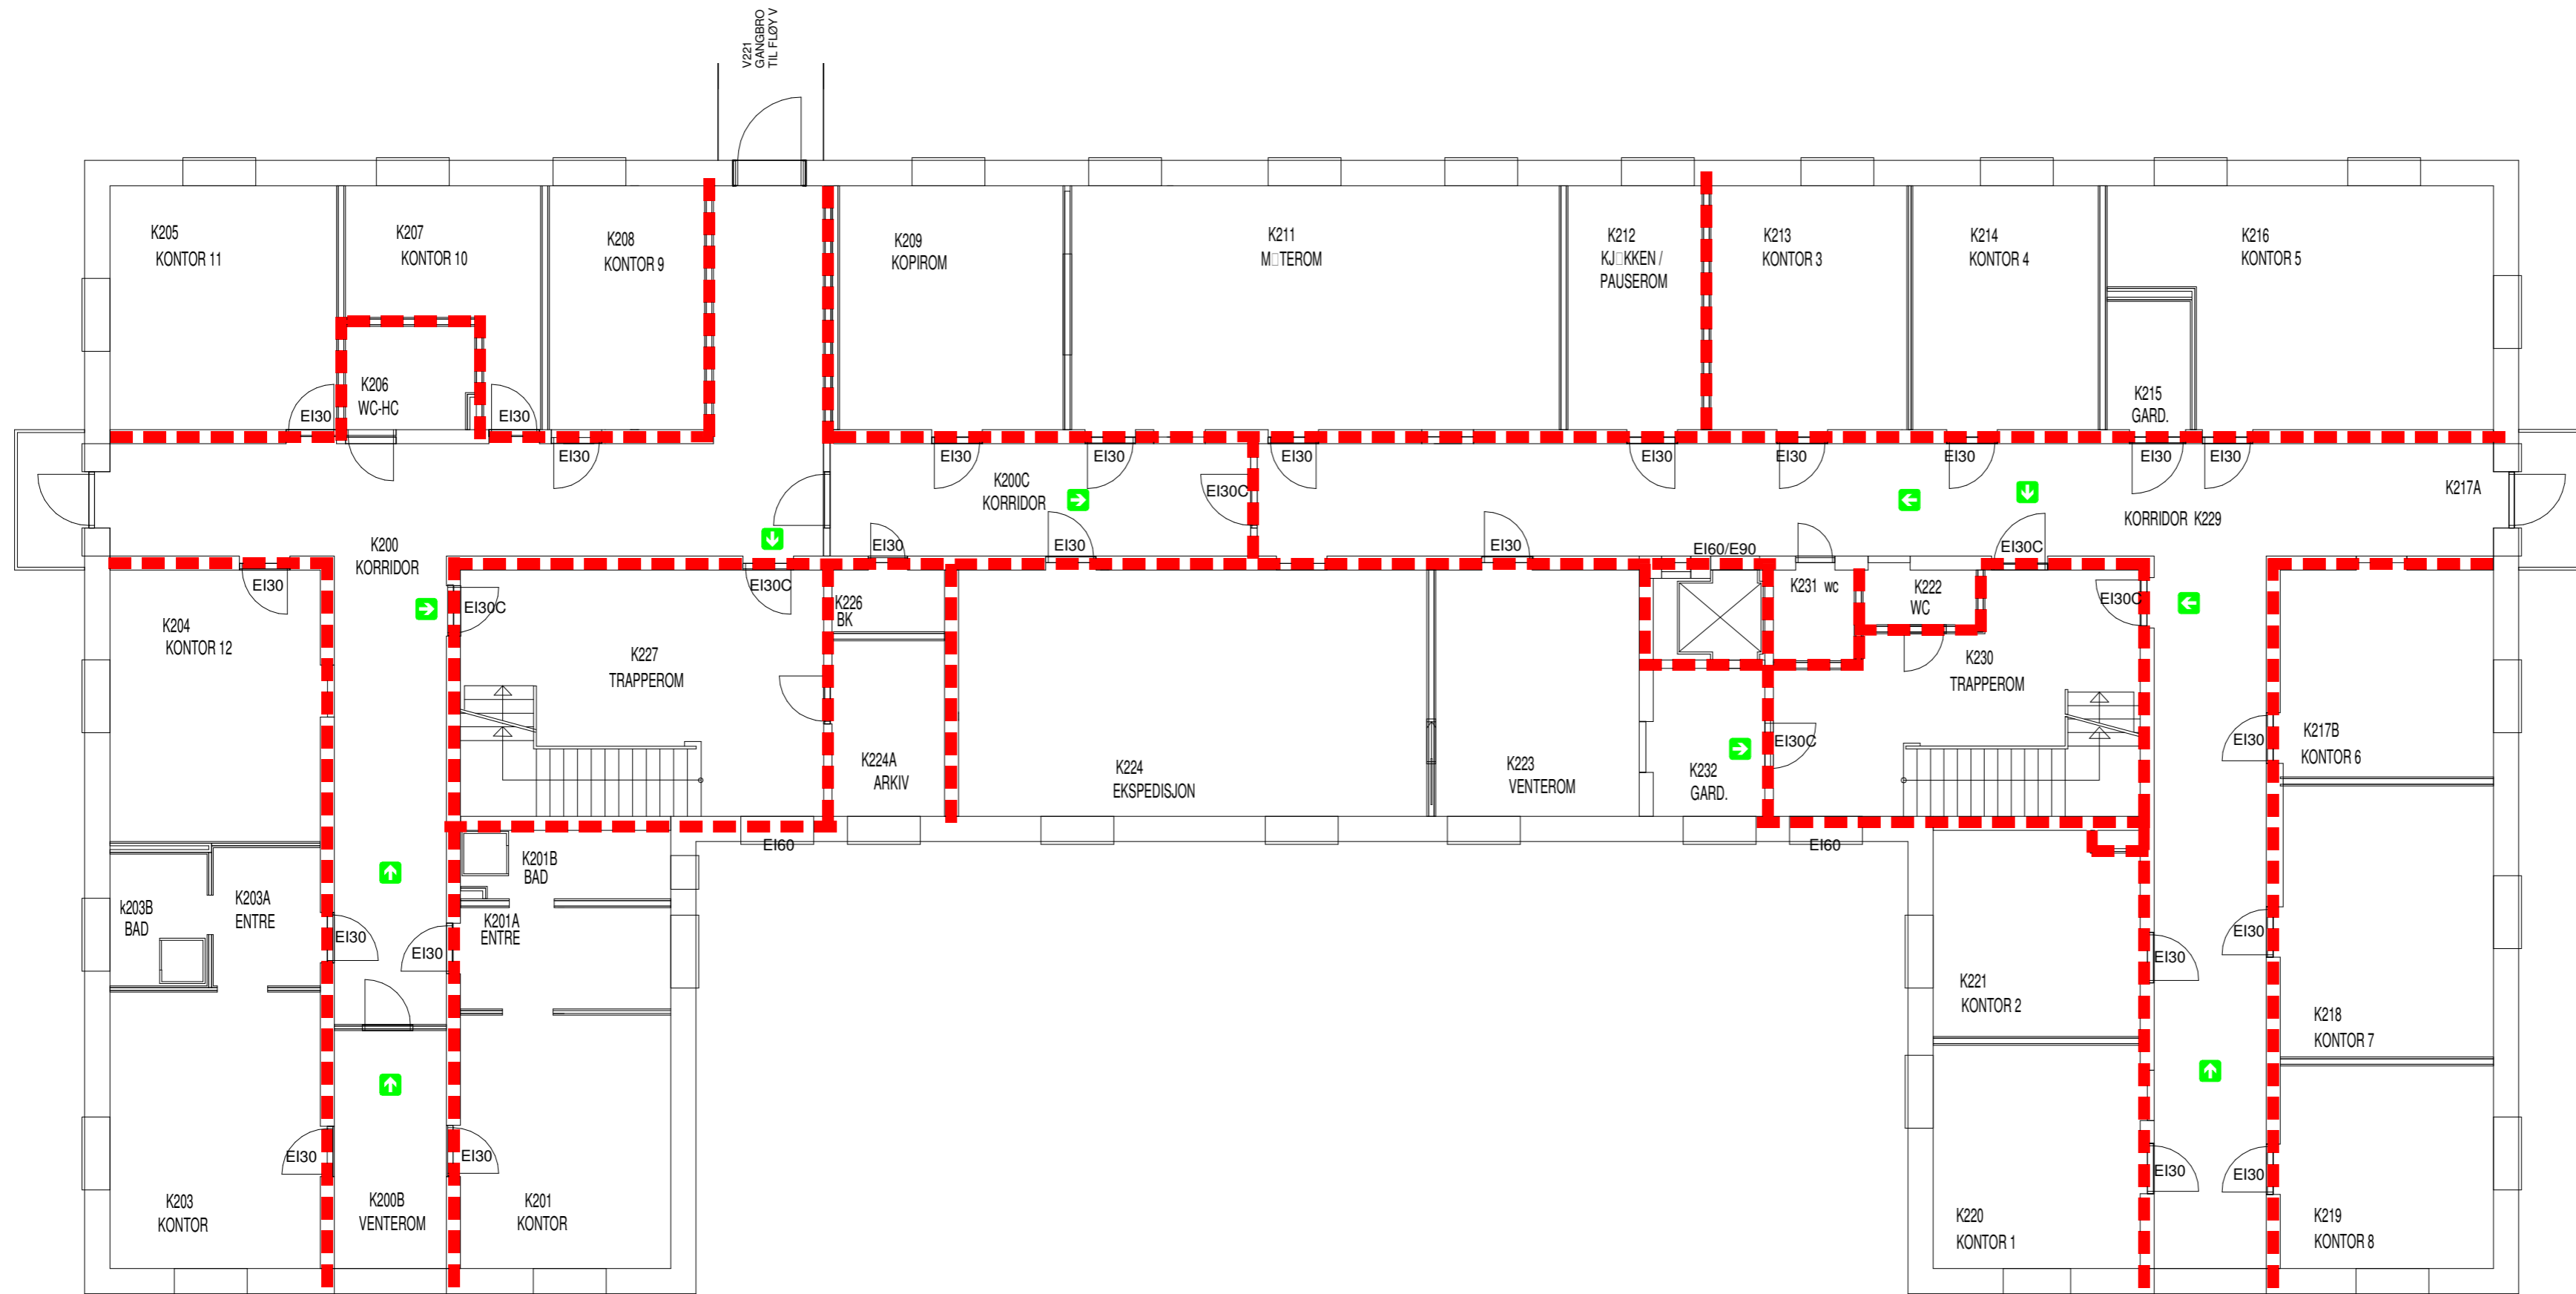 V221
GANGBRO
TIL FLØY V
K205
KONTOR 11
K207
KONTOR 10
K208
KONTOR 9
K209
KOPIROM
K211
M□TEROM
K212
KJ□KKEN /
PAUSEROM
K213
KONTOR 3
K214
KONTOR 4
K216
KONTOR 5
K206
WC-HC
EI30
EI30
K215
GARD.
EI30
EI30
EI30
EI30
EI30
EI30
EI30
EI30
EI30
K200C
KORRIDOR
EI30C
K217A
KORRIDOR K229
K200
KORRIDOR
EI30
EI30
EI30
EI60/E90
EI30C
EI30
EI30C
EI30C
K226
BK
K231 wc
K222
WC
EI30C
K204
KONTOR 12
K227
TRAPPEROM
K230
TRAPPEROM
K224A
ARKIV
K224
EKSPEDISJON
K223
VENTEROM
K232
GARD.
EI30C
EI30
K217B
KONTOR 6
EI60
EI60
k203B
BAD
K203A
ENTRE
K201B
BAD
K201A
ENTRE
EI30
EI30
EI30
EI30
K221
KONTOR 2
K218
KONTOR 7
EI30
EI30
EI30
EI30
K203
KONTOR
K200B
VENTEROM
K201
KONTOR
K220
KONTOR 1
K219
KONTOR 8